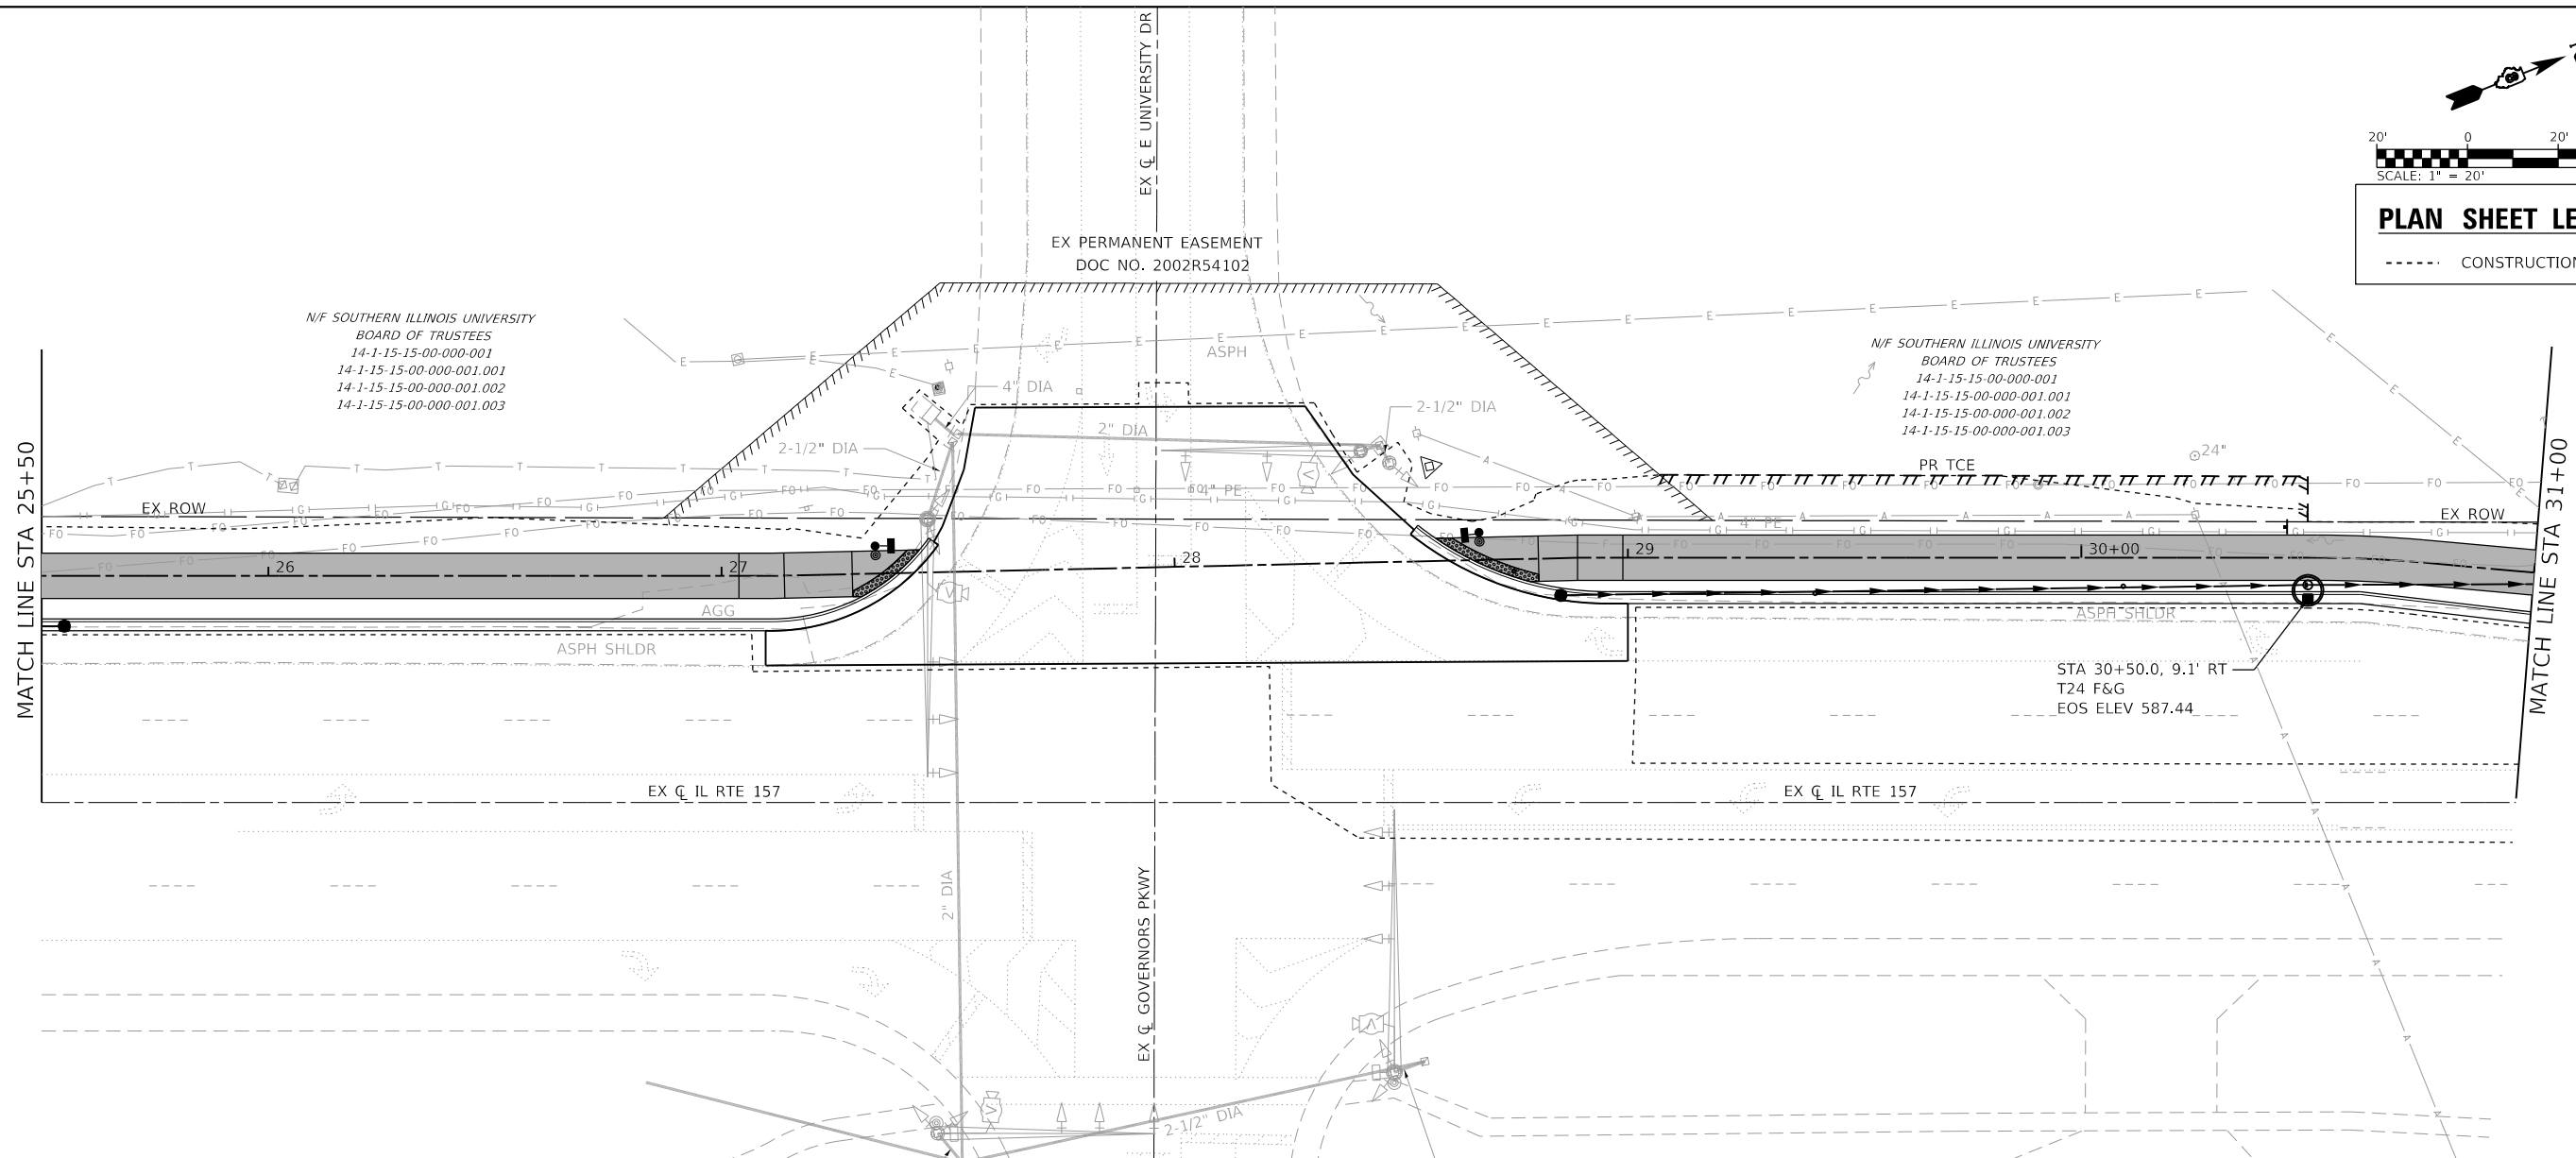 EX ℄ E UNIVERSITY DR
20' 0 20'
SCALE: 1" = 20'
PLAN SHEET LE
CONSTRUCTION
EX PERMANENT EASEMENT
DOC NO. 2002R54102
N/F SOUTHERN ILLINOIS UNIVERSITY
BOARD OF TRUSTEES
14-1-15-15-00-000-001
14-1-15-15-00-000-001.001
14-1-15-15-00-000-001.002
14-1-15-15-00-000-001.003
N/F SOUTHERN ILLINOIS UNIVERSITY
BOARD OF TRUSTEES
14-1-15-15-00-000-001
14-1-15-15-00-000-001.001
14-1-15-15-00-000-001.002
14-1-15-15-00-000-001.003
ASPH
4" DIA
2-1/2" DIA
2" DIA
2-1/2" DIA
24"
PR TCE
4" PE
4" PE
EX ROW
EX ROW
MATCH LINE STA 25+50
MATCH LINE STA 31+00
26
27
28
29
30+00
AGG
ASPH SHLDR
ASPH SHLDR
STA 30+50.0, 9.1' RT
T24 F&G
EOS ELEV 587.44
EX ℄ IL RTE 157
EX ℄ IL RTE 157
2" DIA
EX ℄ GOVERNORS PKWY
2-1/2" DIA